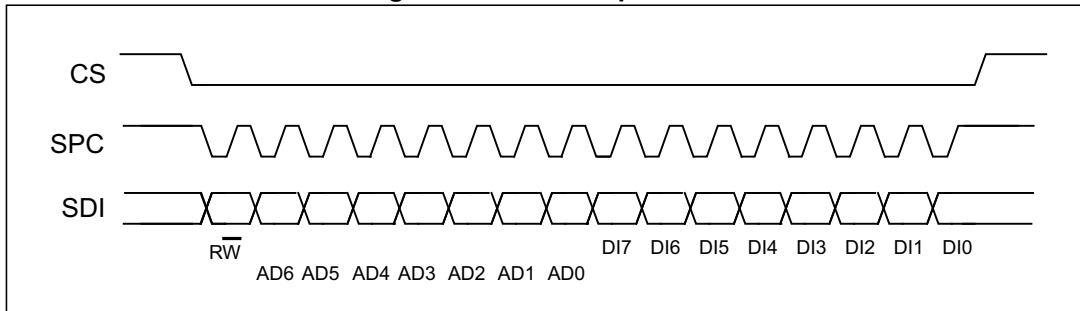 CS
SPC
SDI
RW̅
DI7 DI6 DI5 DI4 DI3 DI2 DI1 DI0
AD6 AD5 AD4 AD3 AD2 AD1 AD0